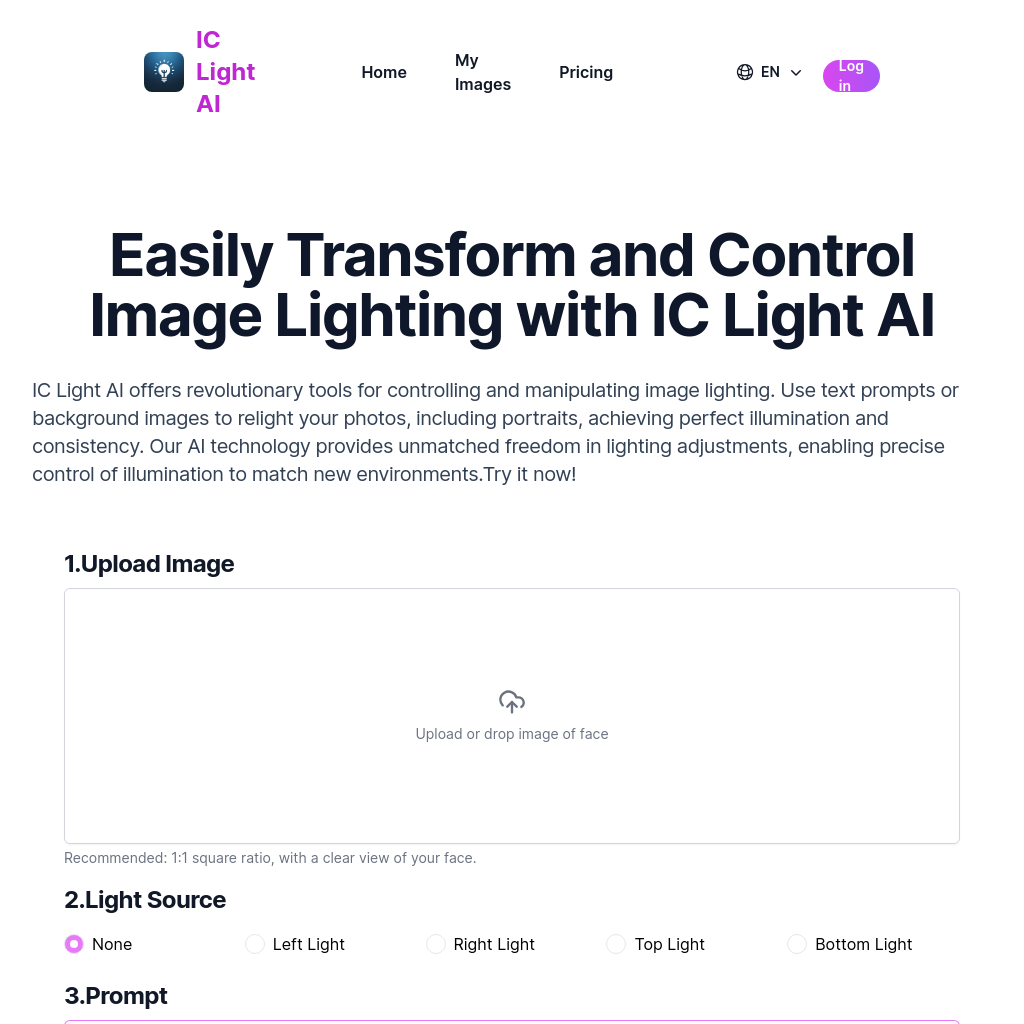 IC
Light
AI
Home
My
Images
Pricing
EN
Log
in
Easily Transform and Control
Image Lighting with IC Light AI
IC Light AI offers revolutionary tools for controlling and manipulating image lighting. Use text prompts or
background images to relight your photos, including portraits, achieving perfect illumination and
consistency. Our AI technology provides unmatched freedom in lighting adjustments, enabling precise
control of illumination to match new environments.Try it now!
1.Upload Image
Upload or drop image of face
Recommended: 1:1 square ratio, with a clear view of your face.
2.Light Source
None
Left Light
Right Light
Top Light
Bottom Light
3.Prompt